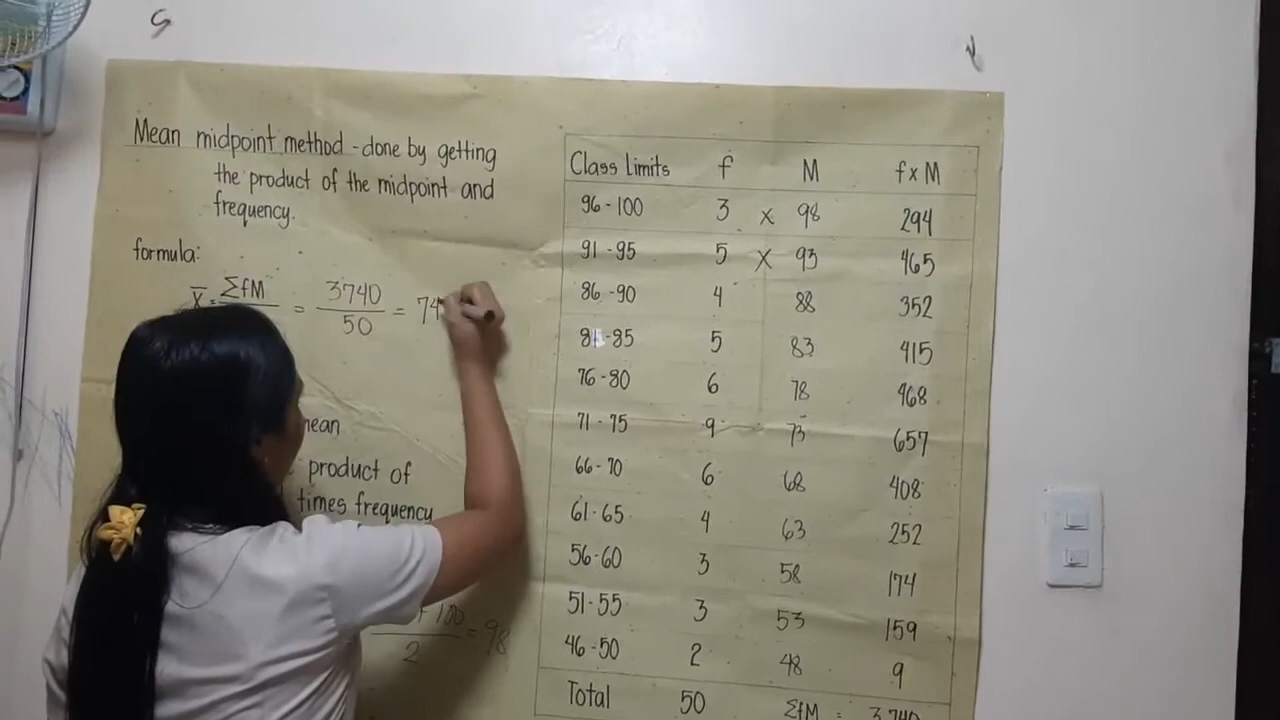 Mean midpoint method - done by getting
the product of the midpoint and
frequency.
formula:
X̄ = ΣfM = 3740 / 50 = 74
mean
product of
times frequency
100
2 = 98
Class Limits f M f x M
96 - 100 3 x 98 294
91 - 95 5 X 93 465
86 - 90 4 88 352
81 - 85 5 83 415
76 - 80 6 78 468
71 - 75 9 73 657
66 - 70 6 68 408
61 - 65 4 63 252
56 - 60 3 58 174
51 - 55 3 53 159
46 - 50 2 48 9
Total 50 ΣfM = 3740